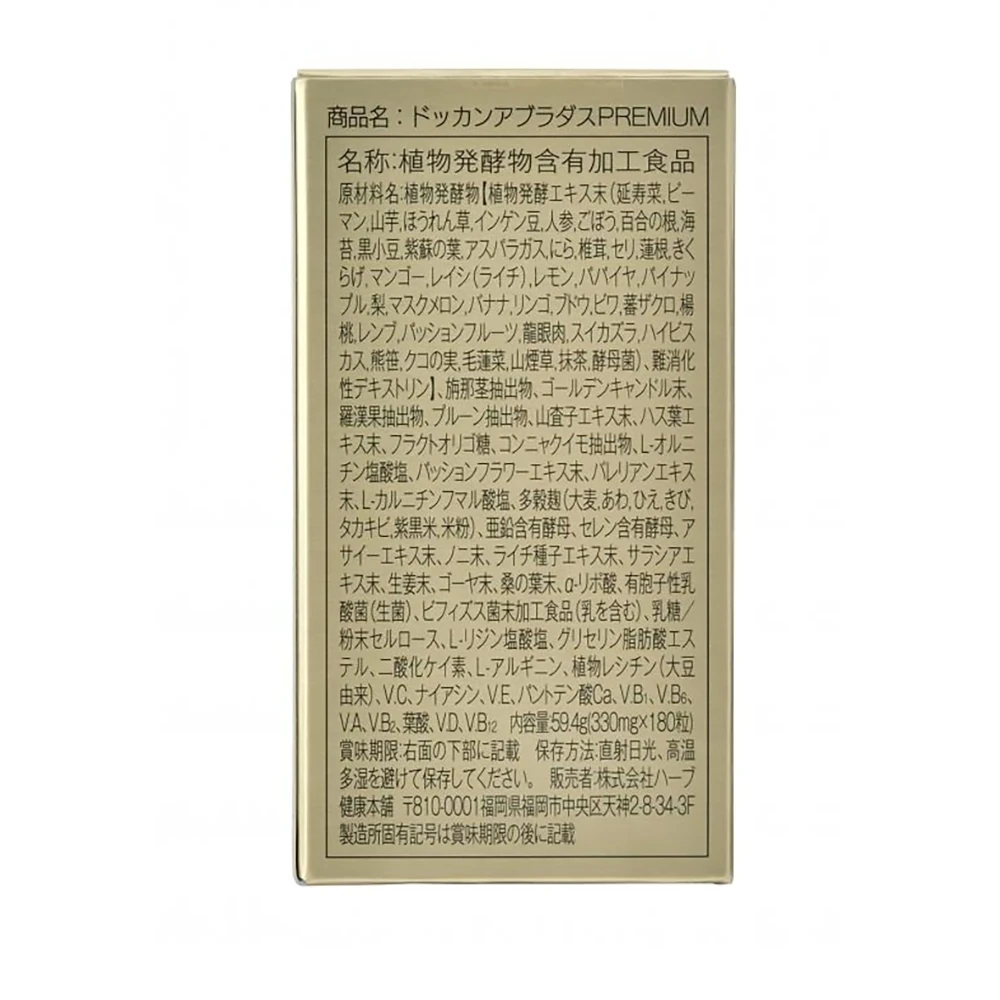 商品名：ドッカンアブラダスPREMIUM
名称:植物発酵物含有加工食品
原材料名:植物発酵物【植物発酵エキス末（延寿菜,ピー
マン,山芋,ほうれん草,インゲン豆,人参,ごぼう,百合の根,海
苔,黒小豆,紫蘇の葉,アスパラガス,にら,椎茸,セリ,蓮根,きく
らげ,マンゴー,レイシ(ライチ),レモン,パパイヤ,パイナッ
プル,梨,マスクメロン,バナナ,リンゴ,ブドウ,ビワ,蕃ザクロ,楊
桃,レンブ,パッションフルーツ,龍眼肉,スイカズラ,ハイビス
カス,熊笹,クコの実,毛蓮菜,山煙草,抹茶,酵母菌）、難消化
性デキストリン】、旃那茎抽出物、ゴールデンキャンドル末、
羅漢果抽出物、プルーン抽出物、山査子エキス末、ハス葉エ
キス末、フラクトオリゴ糖、コンニャクイモ抽出物、L-オルニ
チン塩酸塩、パッションフラワーエキス末、バレリアンエキス
末、L-カルニチンフマル酸塩、多穀麹（大麦,あわ,ひえ,きび,
タカキビ,紫黒米,米粉）、亜鉛含有酵母、セレン含有酵母、ア
サイーエキス末、ノニ末、ライチ種子エキス末、サラシアエ
キス末、生姜末、ゴーヤ末、桑の葉末、α-リポ酸、有胞子性乳
酸菌（生菌）、ビフィズス菌末加工食品（乳を含む）、乳糖／
粉末セルロース、L-リジン塩酸塩、グリセリン脂肪酸エス
テル、二酸化ケイ素、L-アルギニン、植物レシチン（大豆
由来）、V.C、ナイアシン、V.E、パントテン酸Ca、V.B₁、V.B₆、
V.A、V.B₂、葉酸、V.D、V.B₁₂　内容量:59.4g(330mg×180粒)
賞味期限:右面の下部に記載　保存方法:直射日光、高温
多湿を避けて保存してください。　販売者:株式会社ハーブ
健康本舗　〒810-0001福岡県福岡市中央区天神2-8-34-3F
製造所固有記号は賞味期限の後に記載